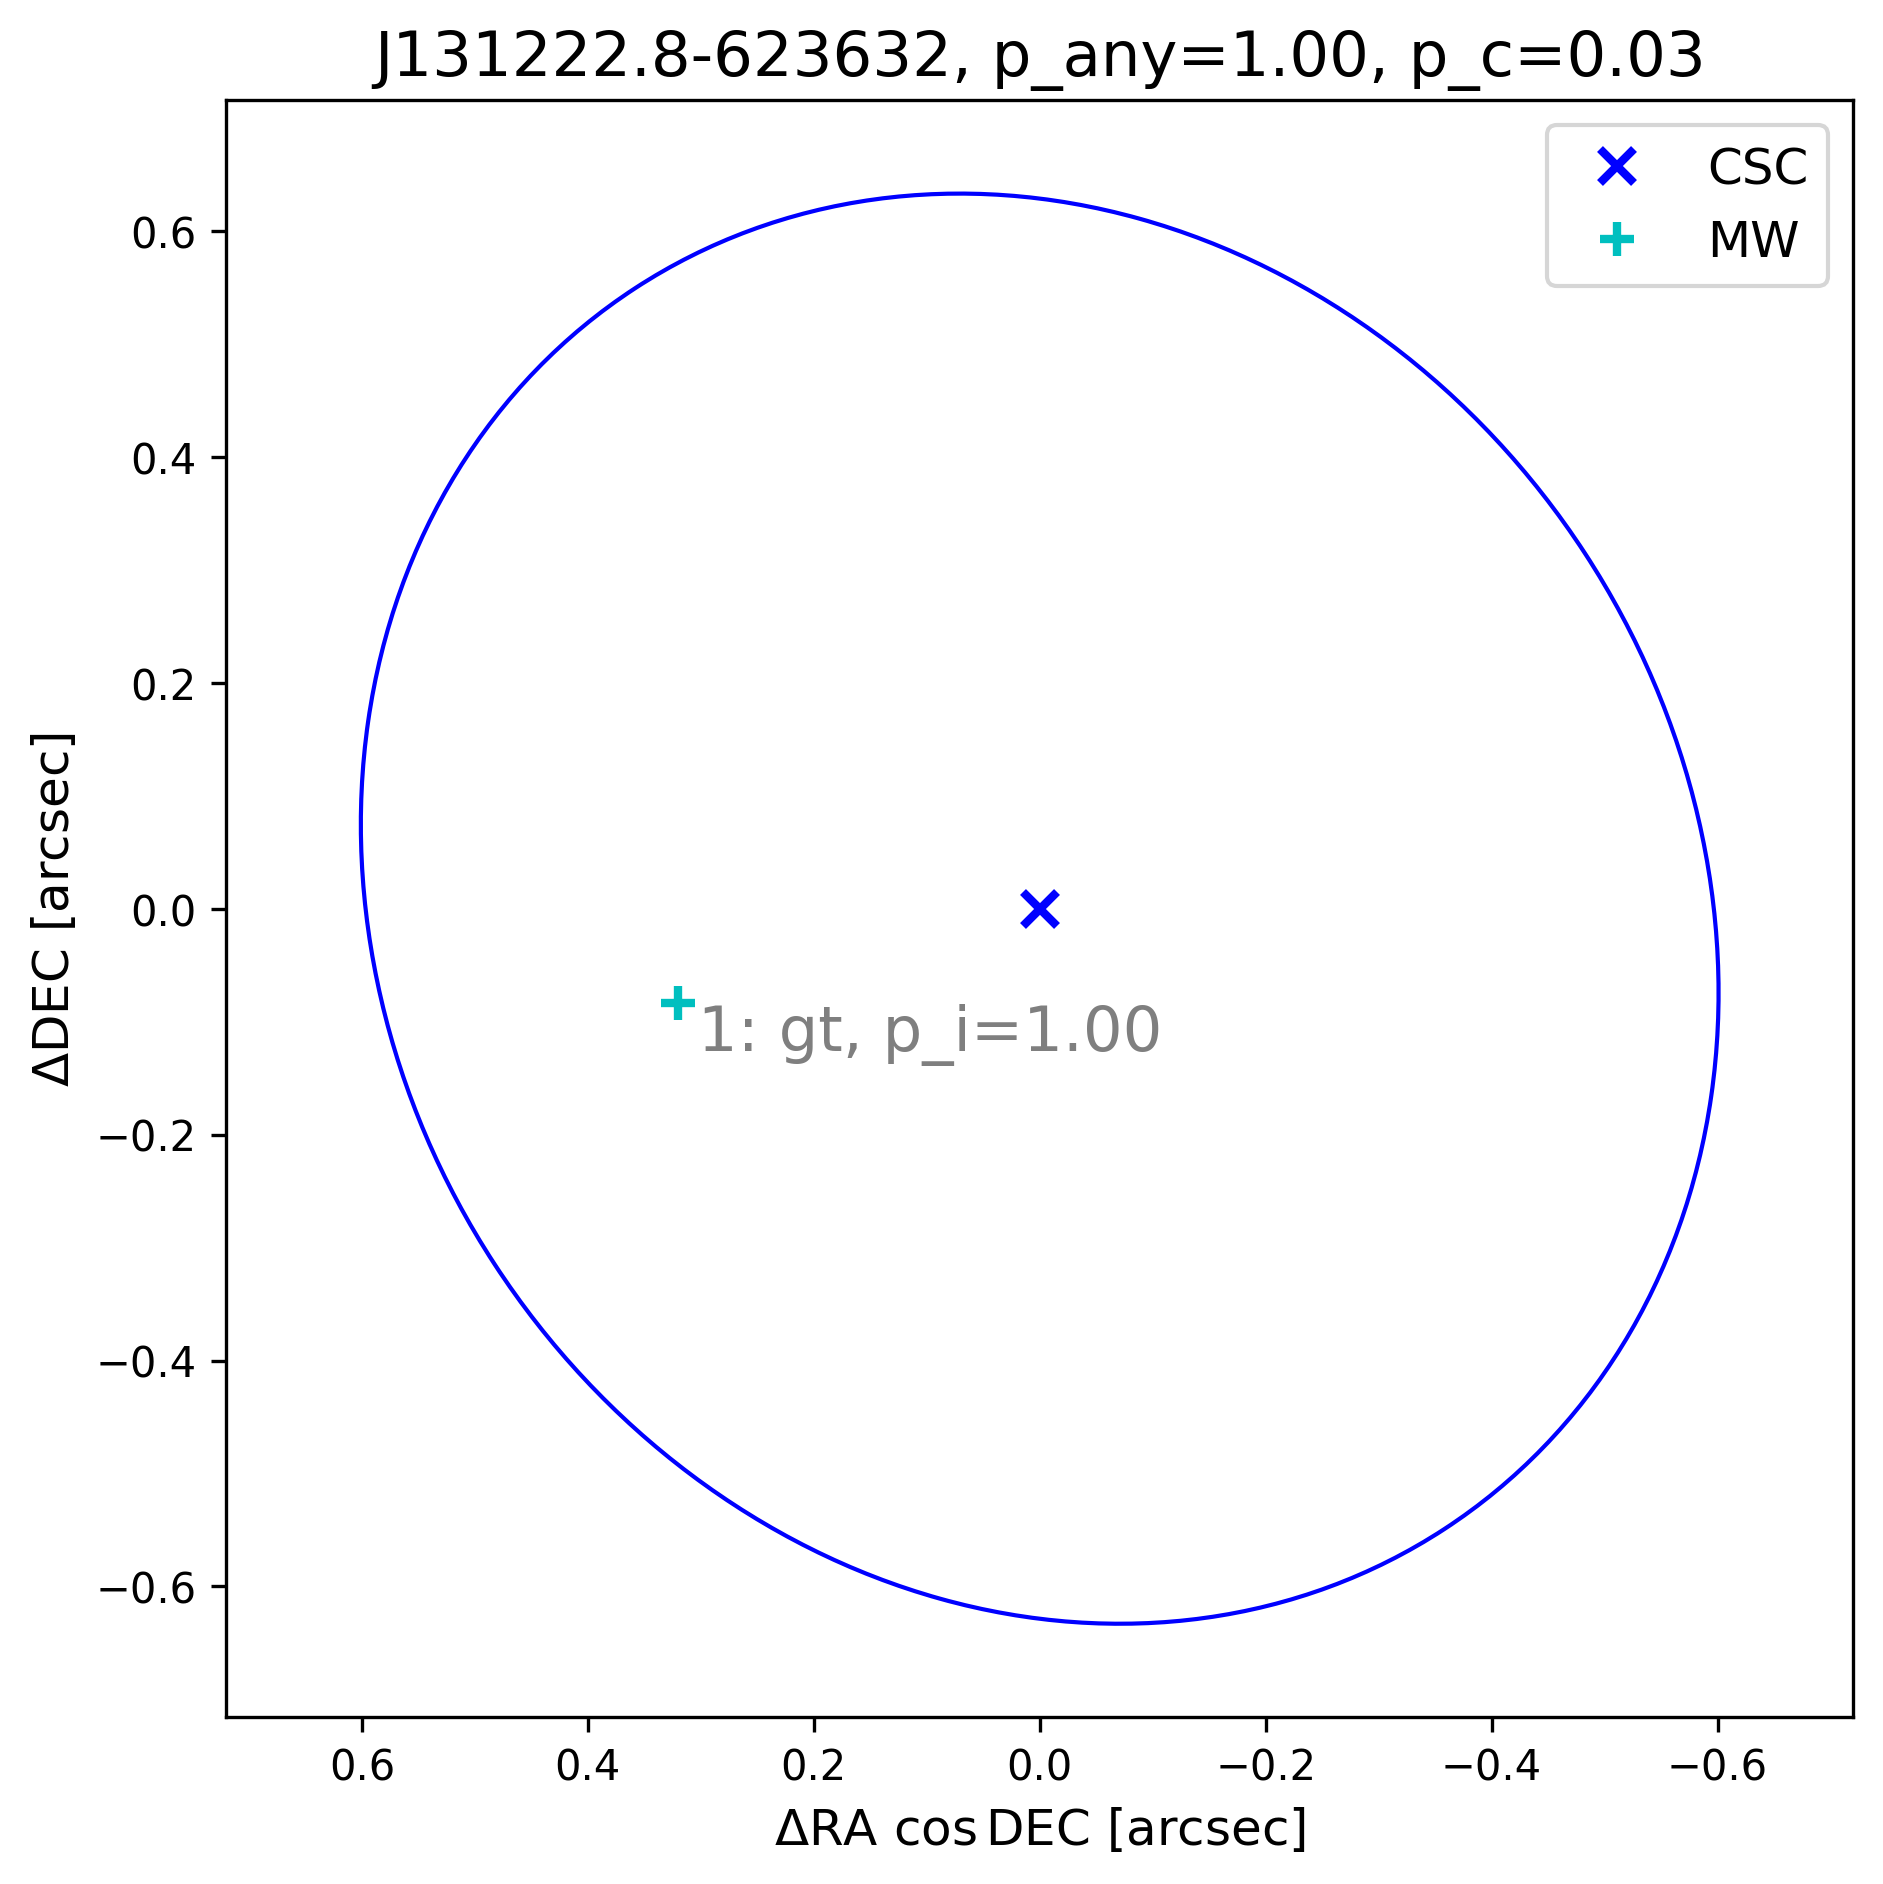 J131222.8-623632, p_any=1.00, p_c=0.03
CSC
MW
0.6
0.4
0.2
0.0
−0.2
−0.4
−0.6
ΔDEC [arcsec]
1: gt, p_i=1.00
0.6 0.4 0.2 0.0 −0.2 −0.4 −0.6
ΔRA cos DEC [arcsec]